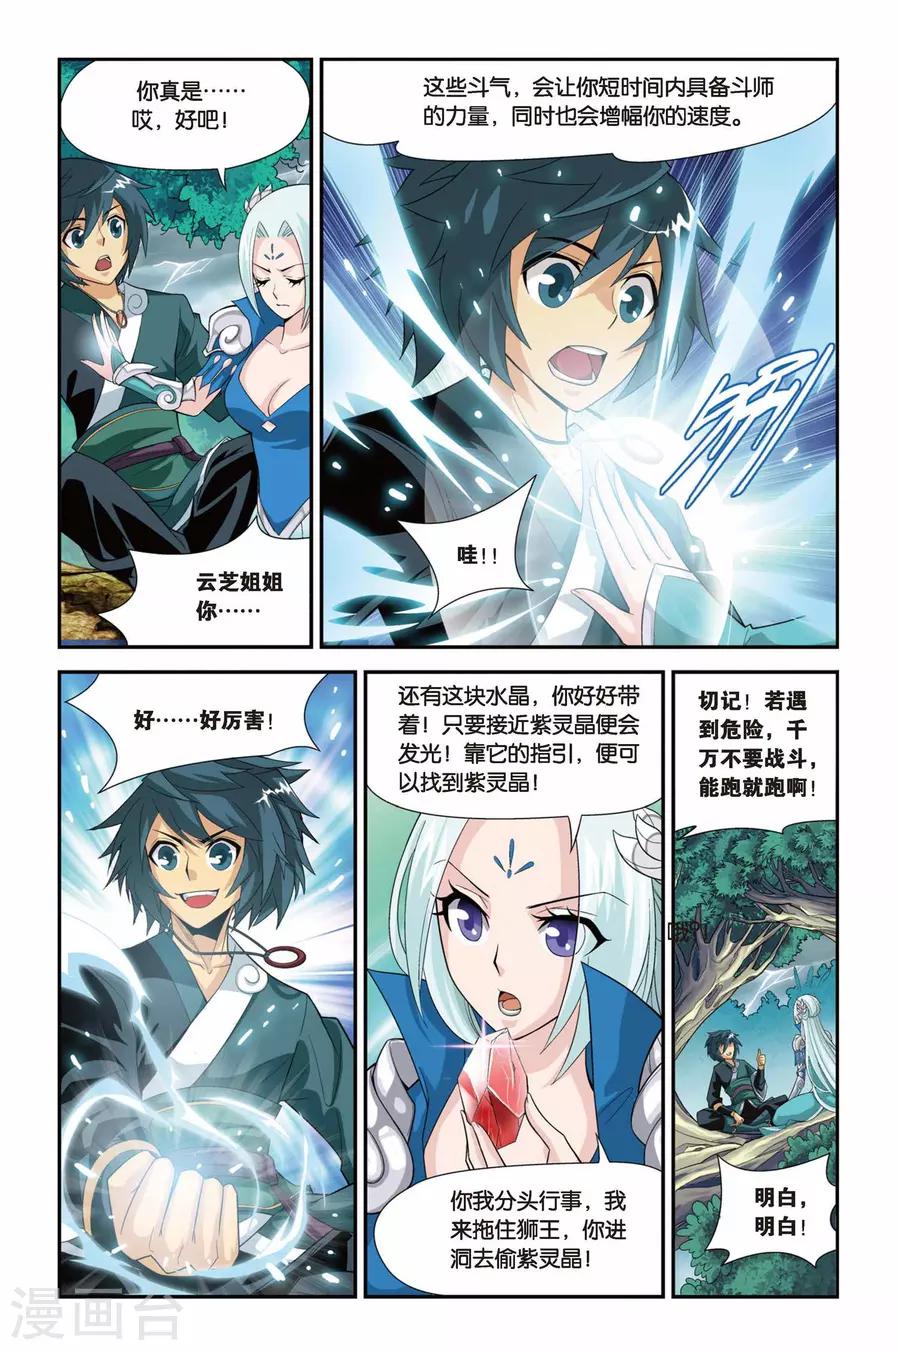 你真是……
哎，好吧！
云芝姐姐
你……
这些斗气，会让你短时间内具备斗师
的力量，同时也会增幅你的速度。
哇！！
好……好厉害！
还有这块水晶，你好好带
着！只要接近紫灵晶便会
发光！靠它的指引，便可
以找到紫灵晶！
你我分头行事，我
来拖住狮王，你进
洞去偷紫灵晶！
切记！若遇
到危险，千
万不要战斗，
能跑就跑啊！
明白，
明白！
漫画台